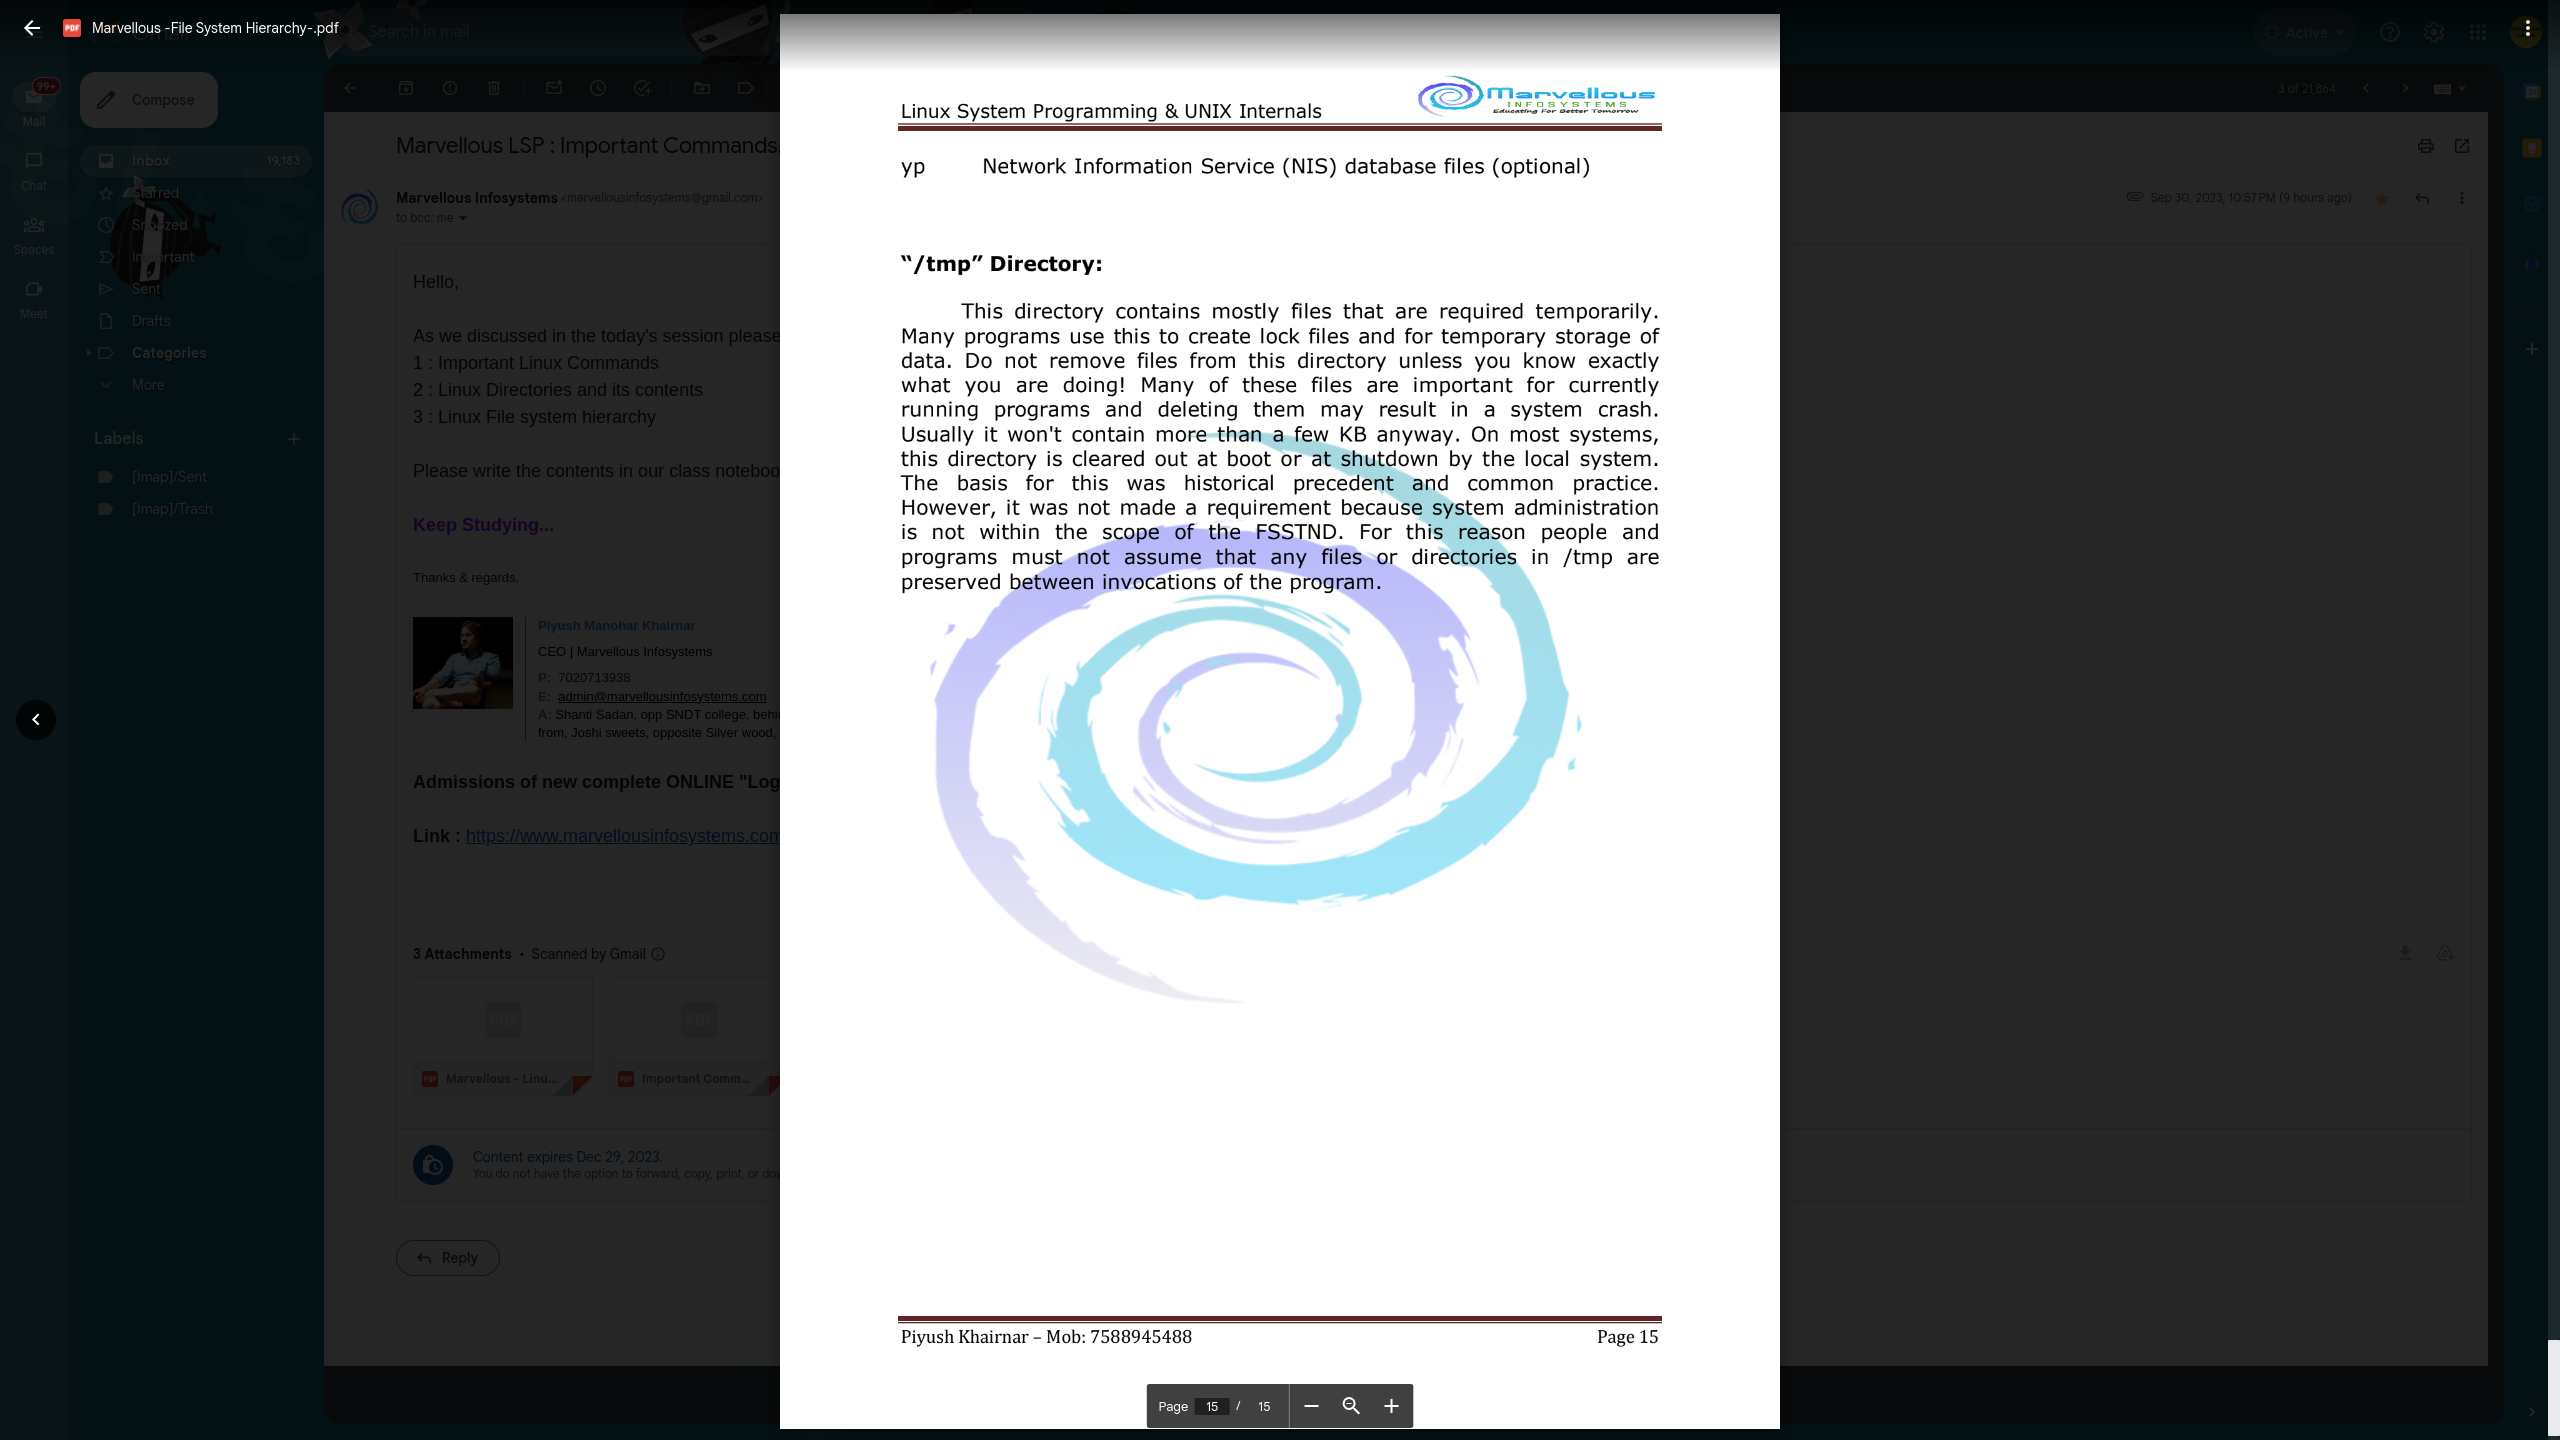 Marvellous -File System Hierarchy-.pdf
Search in mail
Active
99+
Mail
Chat
Spaces
Meet
Compose
Inbox 19,183
Starred
Snoozed
Important
Sent
Drafts
Categories
More
Labels
[Imap]/Sent
[Imap]/Trash
3 of 21,864
Marvellous LSP : Important Commands
Marvellous Infosystems <marvellousinfosystems@gmail.com>
to bcc: me
Sep 30, 2023, 10:57 PM (9 hours ago)
Hello,
As we discussed in the today's session please
1 : Important Linux Commands
2 : Linux Directories and its contents
3 : Linux File system hierarchy
Please write the contents in our class
Keep Studying...
Thanks & regards,
Piyush Manohar Khairnar
CEO | Marvellous Infosystems
P: 7020713938
E: admin@marvellousinfosystems.com
A: Shanti Sadan, opp SNDT college,
from, Joshi sweets, opposite Silver wood,
Admissions of new complete ONLINE "Log
Link : https://www.marvellousinfosystems.com
3 Attachments • Scanned by Gmail
PDF
PDF
PDF Marvellous - Linu...
PDF Important Comm...
Content expires Dec 29, 2023.
You do not have the option to forward, copy, print, or
Reply
Linux System Programming & UNIX Internals
Marvellous
INFOSYSTEMS
Educating For Better Tomorrow
yp Network Information Service (NIS) database files (optional)
“/tmp” Directory:
This directory contains mostly files that are required temporarily.
Many programs use this to create lock files and for temporary storage of
data. Do not remove files from this directory unless you know exactly
what you are doing! Many of these files are important for currently
running programs and deleting them may result in a system crash.
Usually it won't contain more than a few KB anyway. On most systems,
this directory is cleared out at boot or at shutdown by the local system.
The basis for this was historical precedent and common practice.
However, it was not made a requirement because system administration
is not within the scope of the FSSTND. For this reason people and
programs must not assume that any files or directories in /tmp are
preserved between invocations of the program.
Piyush Khairnar – Mob: 7588945488 Page 15
Page 15 / 15